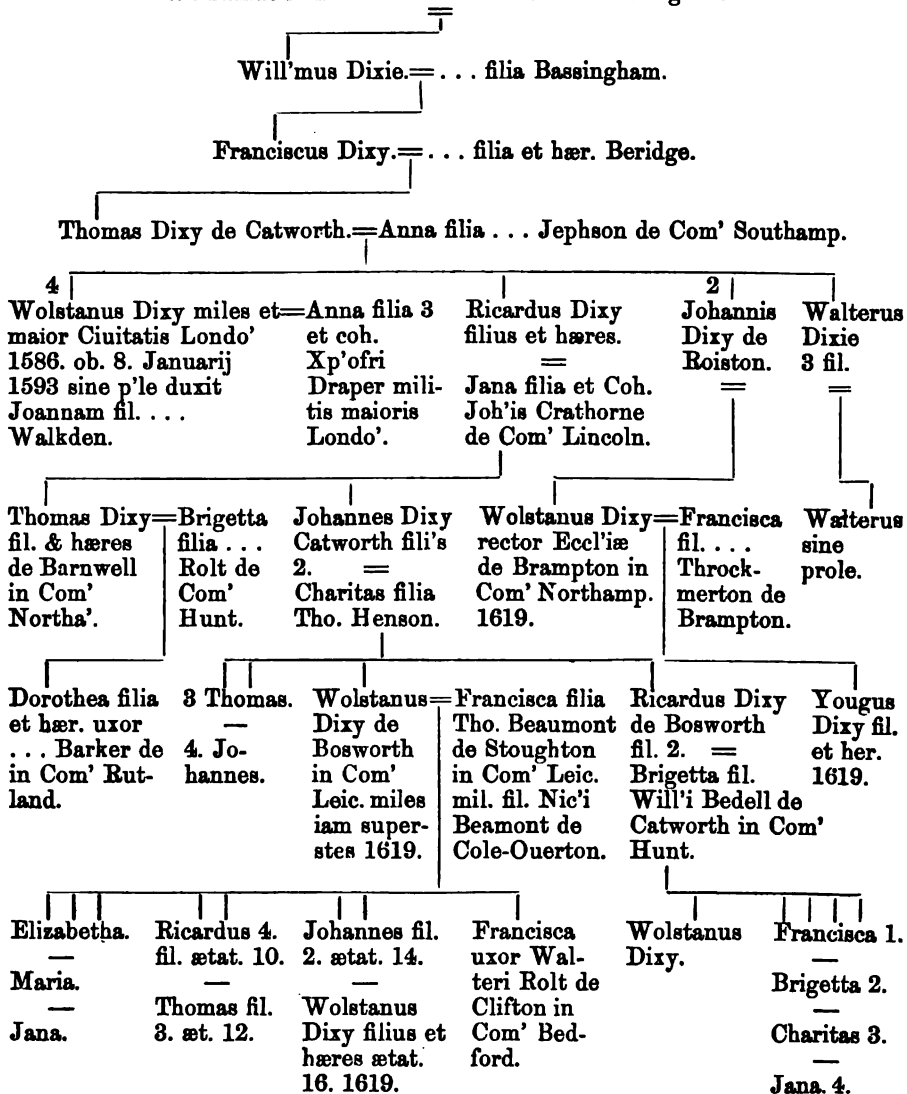 Will'mus Dixie.=. . . filia Bassingham.
Franciscus Dixy.=. . . filia et hær. Beridge.
Thomas Dixy de Catworth.=Anna filia . . . Jephson de Com' Southamp.
4
Wolstanus Dixy miles et=
maior Ciuitatis Londo'
1586. ob. 8. Januarij
1593 sine p'le duxit
Joannam fil. . . .
Walkden.
Anna filia 3
et coh.
Xp'ofri
Draper mili-
tis maioris
Londo'.
Ricardus Dixy
filius et hæres.
=
Jana filia et Coh.
Joh'is Crathorne
de Com' Lincoln.
2
Johannis
Dixy de
Roiston.
=
Walterus
Dixie
3 fil.
=
Thomas Dixy=
fil. & hæres
de Barnwell
in Com'
Northa'.
Brigetta
filia . . .
Rolt de
Com'
Hunt.
Johannes Dixy
Catworth fili's
2. =
Charitas filia
Tho. Henson.
Wolstanus Dixy=
rector Eccl'iæ
de Brampton in
Com' Northamp.
1619.
Francisca
fil. . . .
Throck-
merton de
Brampton.
Walterus
sine
prole.
Dorothea filia
et hær. uxor
. . . Barker de
in Com' Rut-
land.
3 Thomas.
—
4. Jo-
hannes.
Wolstanus=
Dixy de
Bosworth
in Com'
Leic. miles
iam super-
stes 1619.
Francisca filia
Tho. Beaumont
de Stoughton
in Com' Leic.
mil. fil. Nic'i
Beamont de
Cole-Ouerton.
Ricardus Dixy
de Bosworth
fil. 2. =
Brigetta fil.
Will'i Bedell de
Catworth in Com'
Hunt.
Yougus
Dixy fil.
et her.
1619.
Elizabetha.
—
Maria.
—
Jana.
Ricardus 4.
fil. ætat. 10.
—
Thomas fil.
3. æt. 12.
Johannes fil.
2. ætat. 14.
—
Wolstanus
Dixy filius et
hæres ætat.
16. 1619.
Francisca
uxor Wal-
teri Rolt de
Clifton in
Com' Bed-
ford.
Wolstanus
Dixy.
Francisca 1.
—
Brigetta 2.
—
Charitas 3.
—
Jana. 4.